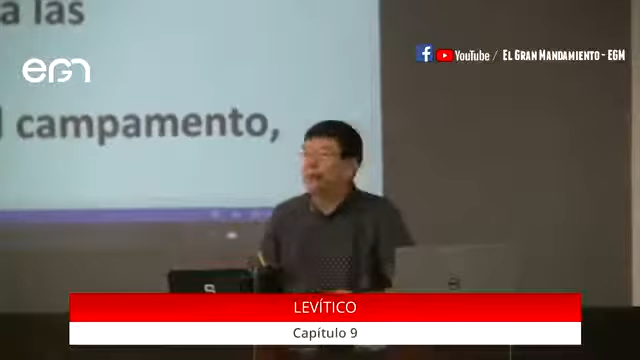 a las
campamento,
egm
YouTube / El Gran Mandamiento - EGM
LEVÍTICO
Capítulo 9